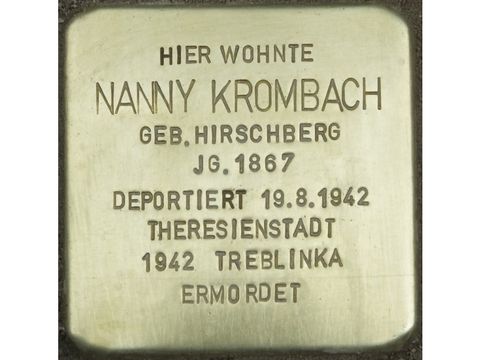 HIER WOHNTE
NANNY KROMBACH
GEB. HIRSCHBERG
JG. 1867
DEPORTIERT 19.8.1942
THERESIENSTADT
1942 TREBLINKA
ERMORDET